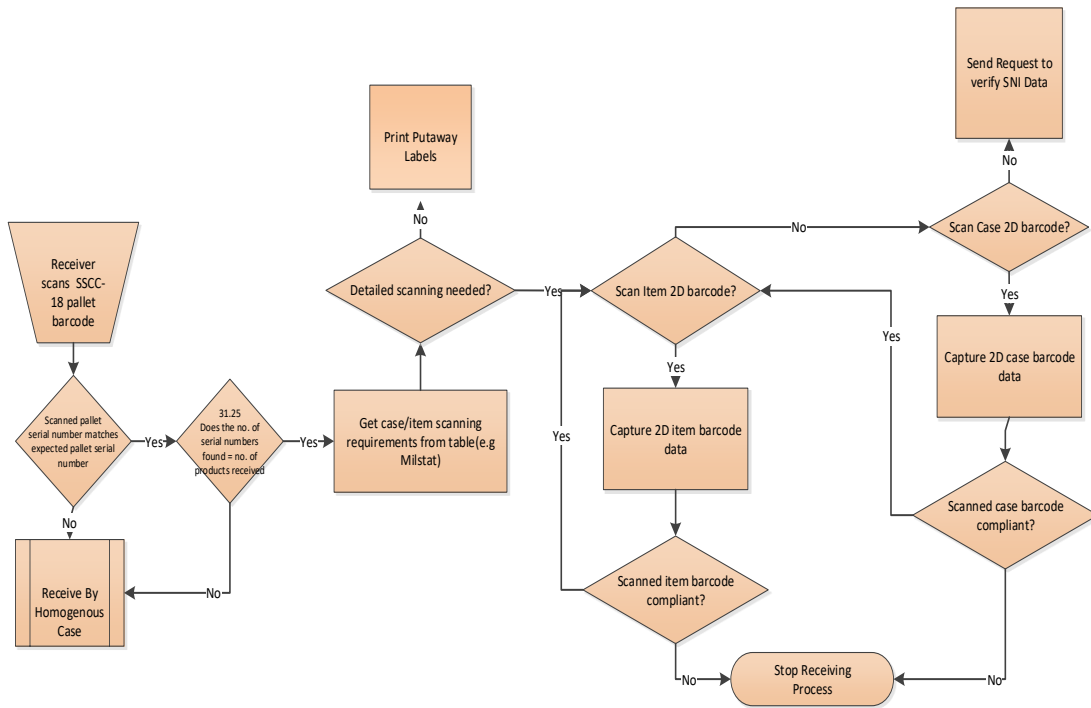 Receiver
scans SSCC-
18 pallet
barcode
Scanned pallet
serial number matches
expected pallet serial
number
Yes
No
Receive By
Homogenous
Case
31.25
Does the no. of
serial numbers
found = no. of
products received
Yes
No
Get case/item scanning
requirements from table(e.g
Milstat)
Detailed scanning needed?
No
Print Putaway
Labels
Yes
Scan Item 2D barcode?
No
Yes
Capture 2D item barcode
data
Scanned item barcode
compliant?
Yes
No
Scan Case 2D barcode?
No
Send Request to
verify SNI Data
Yes
Capture 2D case barcode
data
Scanned case barcode
compliant?
Yes
No
Stop Receiving
Process